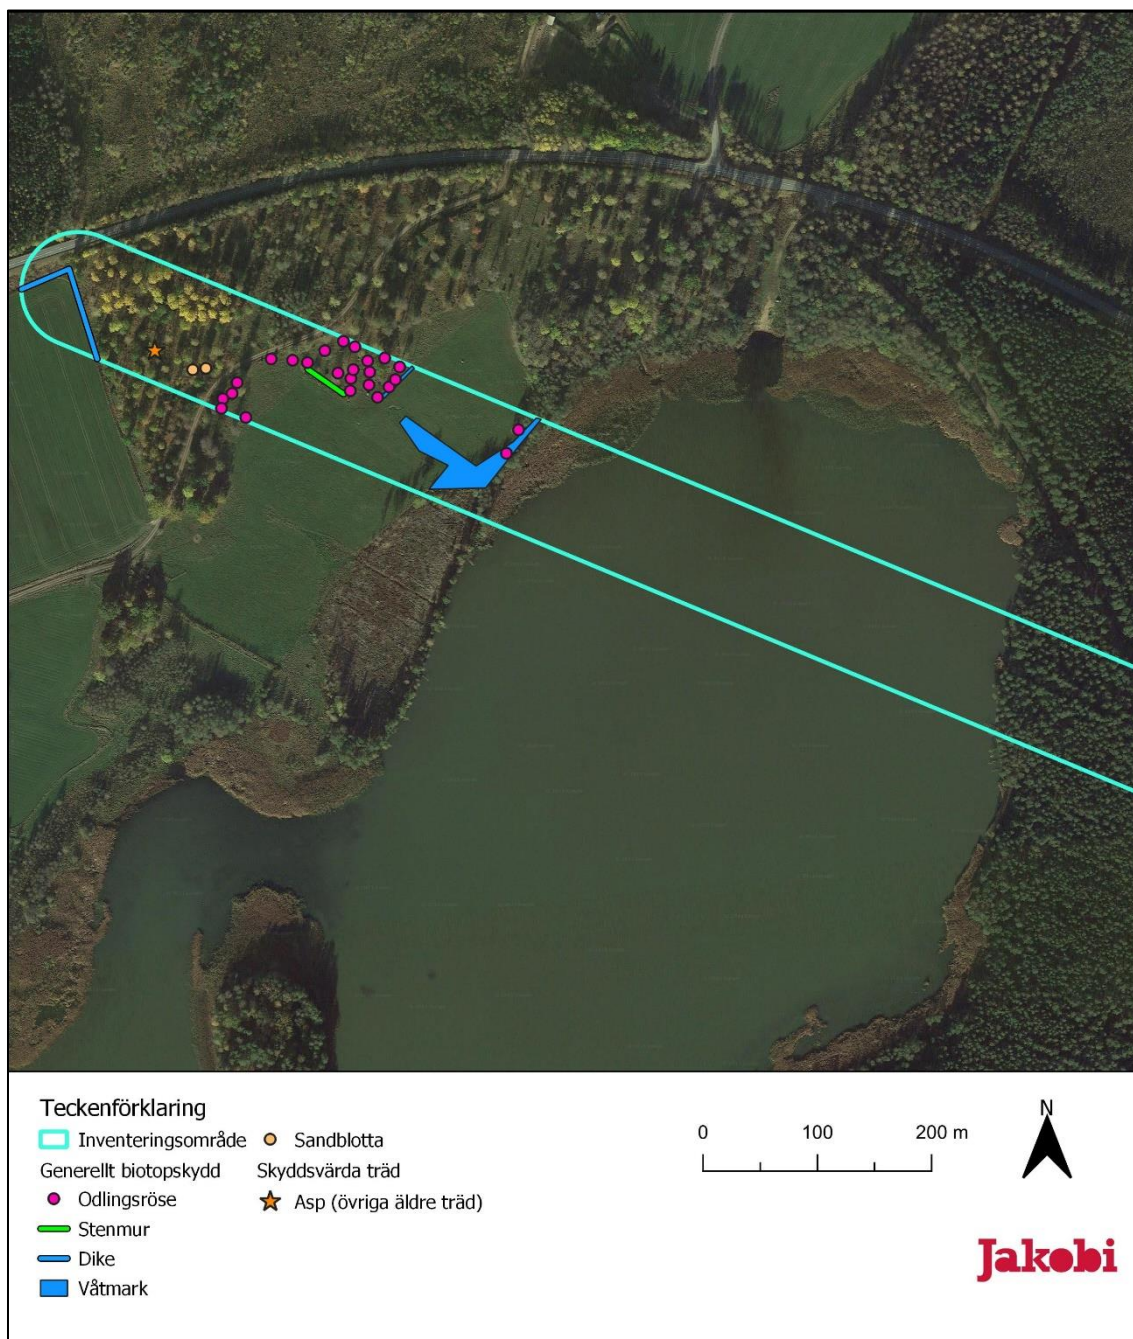 Teckenförklaring
Inventeringsområde
Generellt biotopskydd
Odlingsröse
Stenmur
Dike
Våtmark
Sandblotta
Skyddsvärda träd
Asp (övriga äldre träd)
0 100 200 m
N
Jakobi